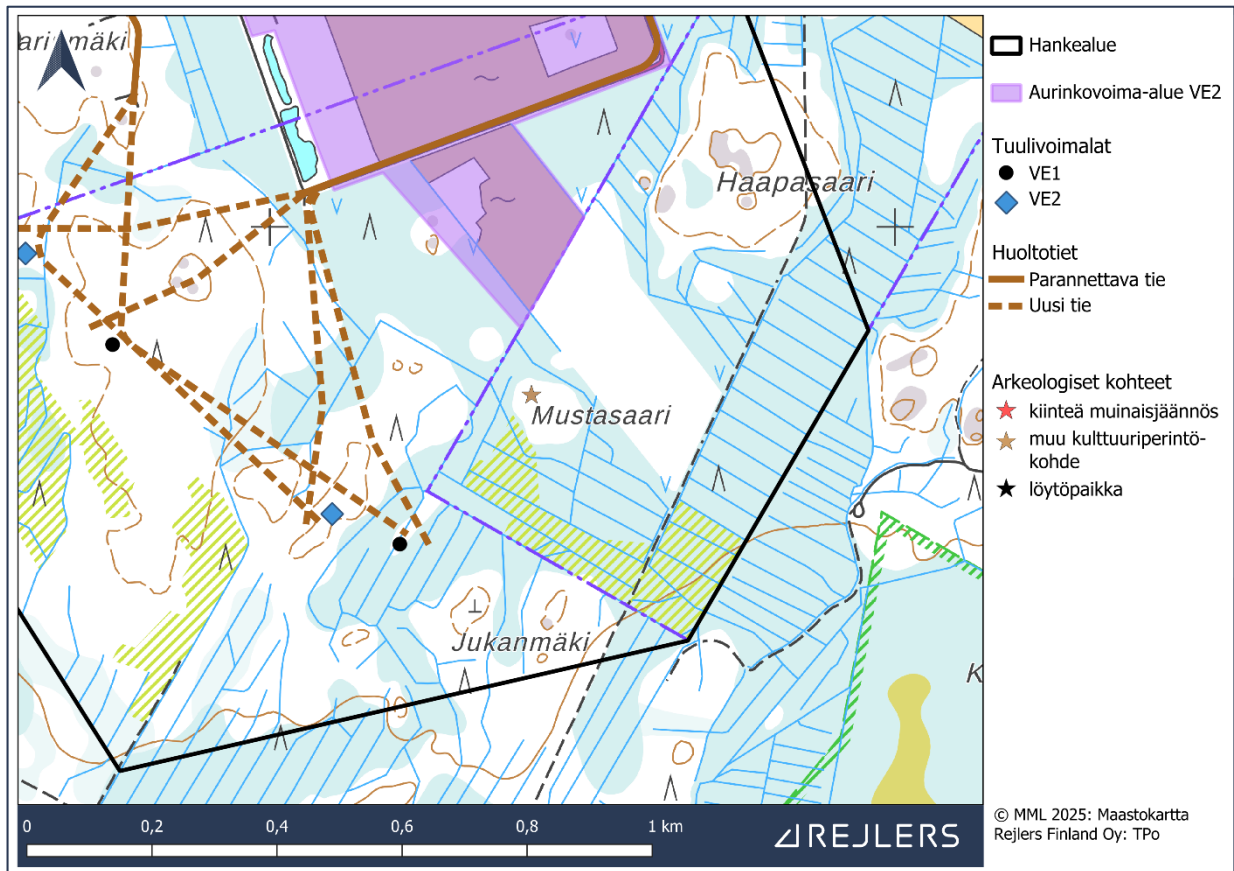 Haapasaari
Mustasaari
Jukanmäki
K
0
0,2
0,4
0,6
0,8
1 km
REJLERS
Hankealue
Aurinkovoima-alue VE2
Tuulivoimalat
VE1
VE2
Huoltotiet
Parannettava tie
Uusi tie
Arkeologiset kohteet
kiinteä muinaisjäännös
muu kulttuuriperintö-
kohde
löytöpaikka
© MML 2025: Maastokartta
Rejlers Finland Oy: TPo